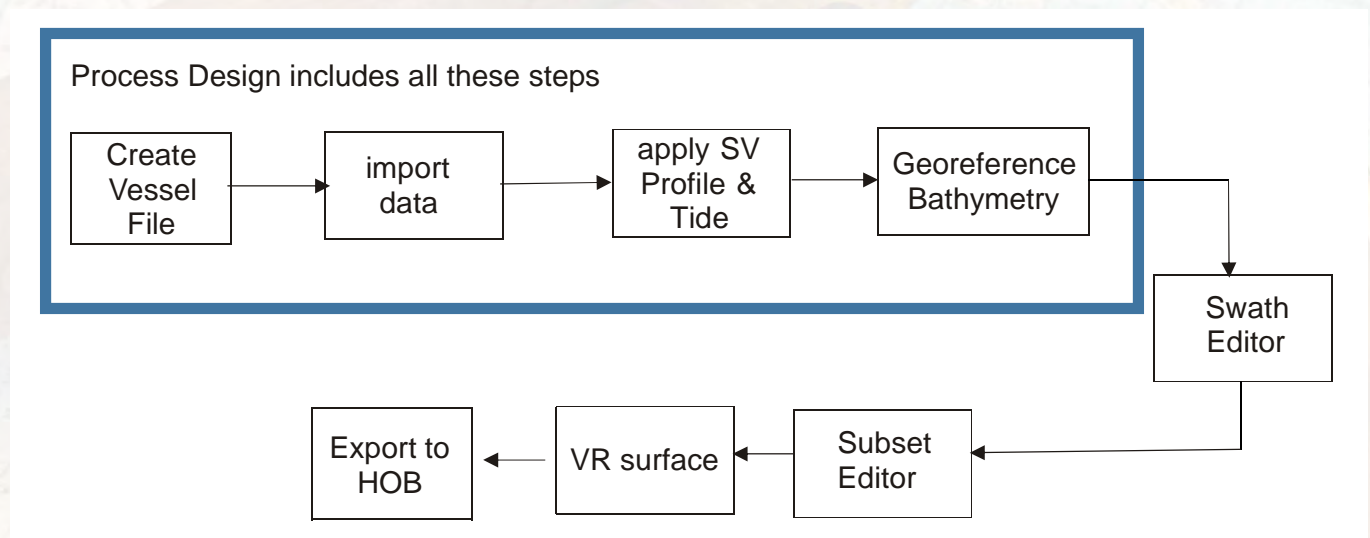 Process Design includes all these steps
Create
Vessel
File
import
data
apply SV
Profile &
Tide
Georeference
Bathymetry
Swath
Editor
Subset
Editor
VR surface
Export to
HOB